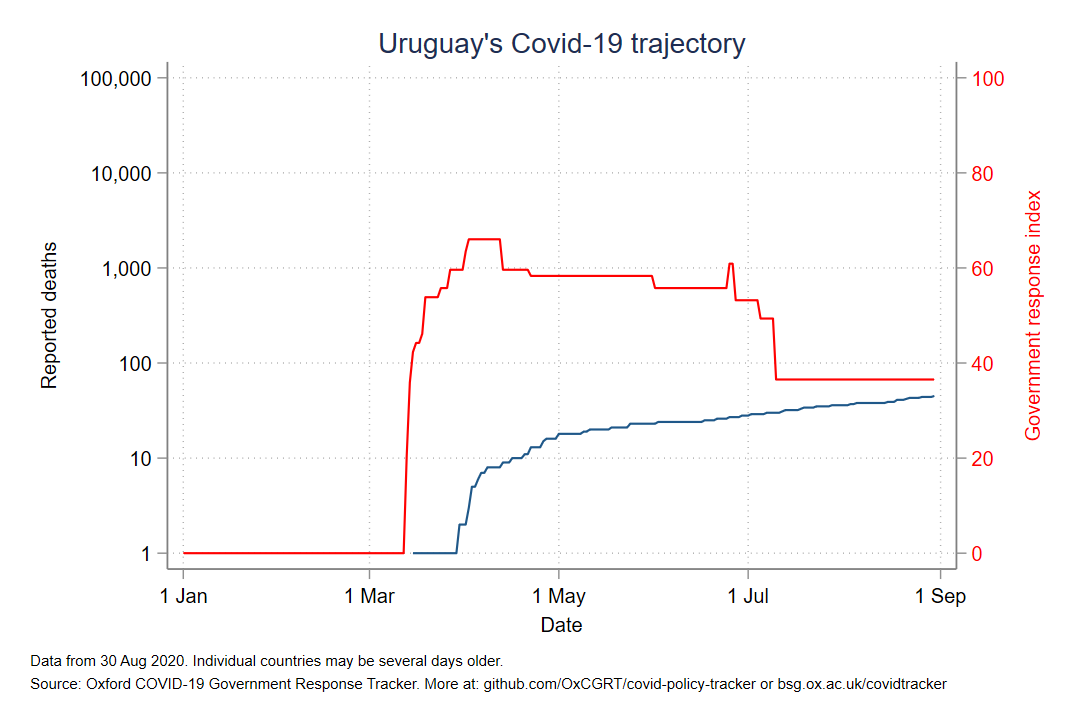 Uruguay's Covid-19 trajectory
100,000
10,000
1,000
100
10
1
Reported deaths
100
80
60
40
20
0
Government response index
1 Jan
1 Mar
1 May
1 Jul
1 Sep
Date
Data from 30 Aug 2020. Individual countries may be several days older.
Source: Oxford COVID-19 Government Response Tracker. More at: github.com/OxCGRT/covid-policy-tracker or bsg.ox.ac.uk/covidtracker